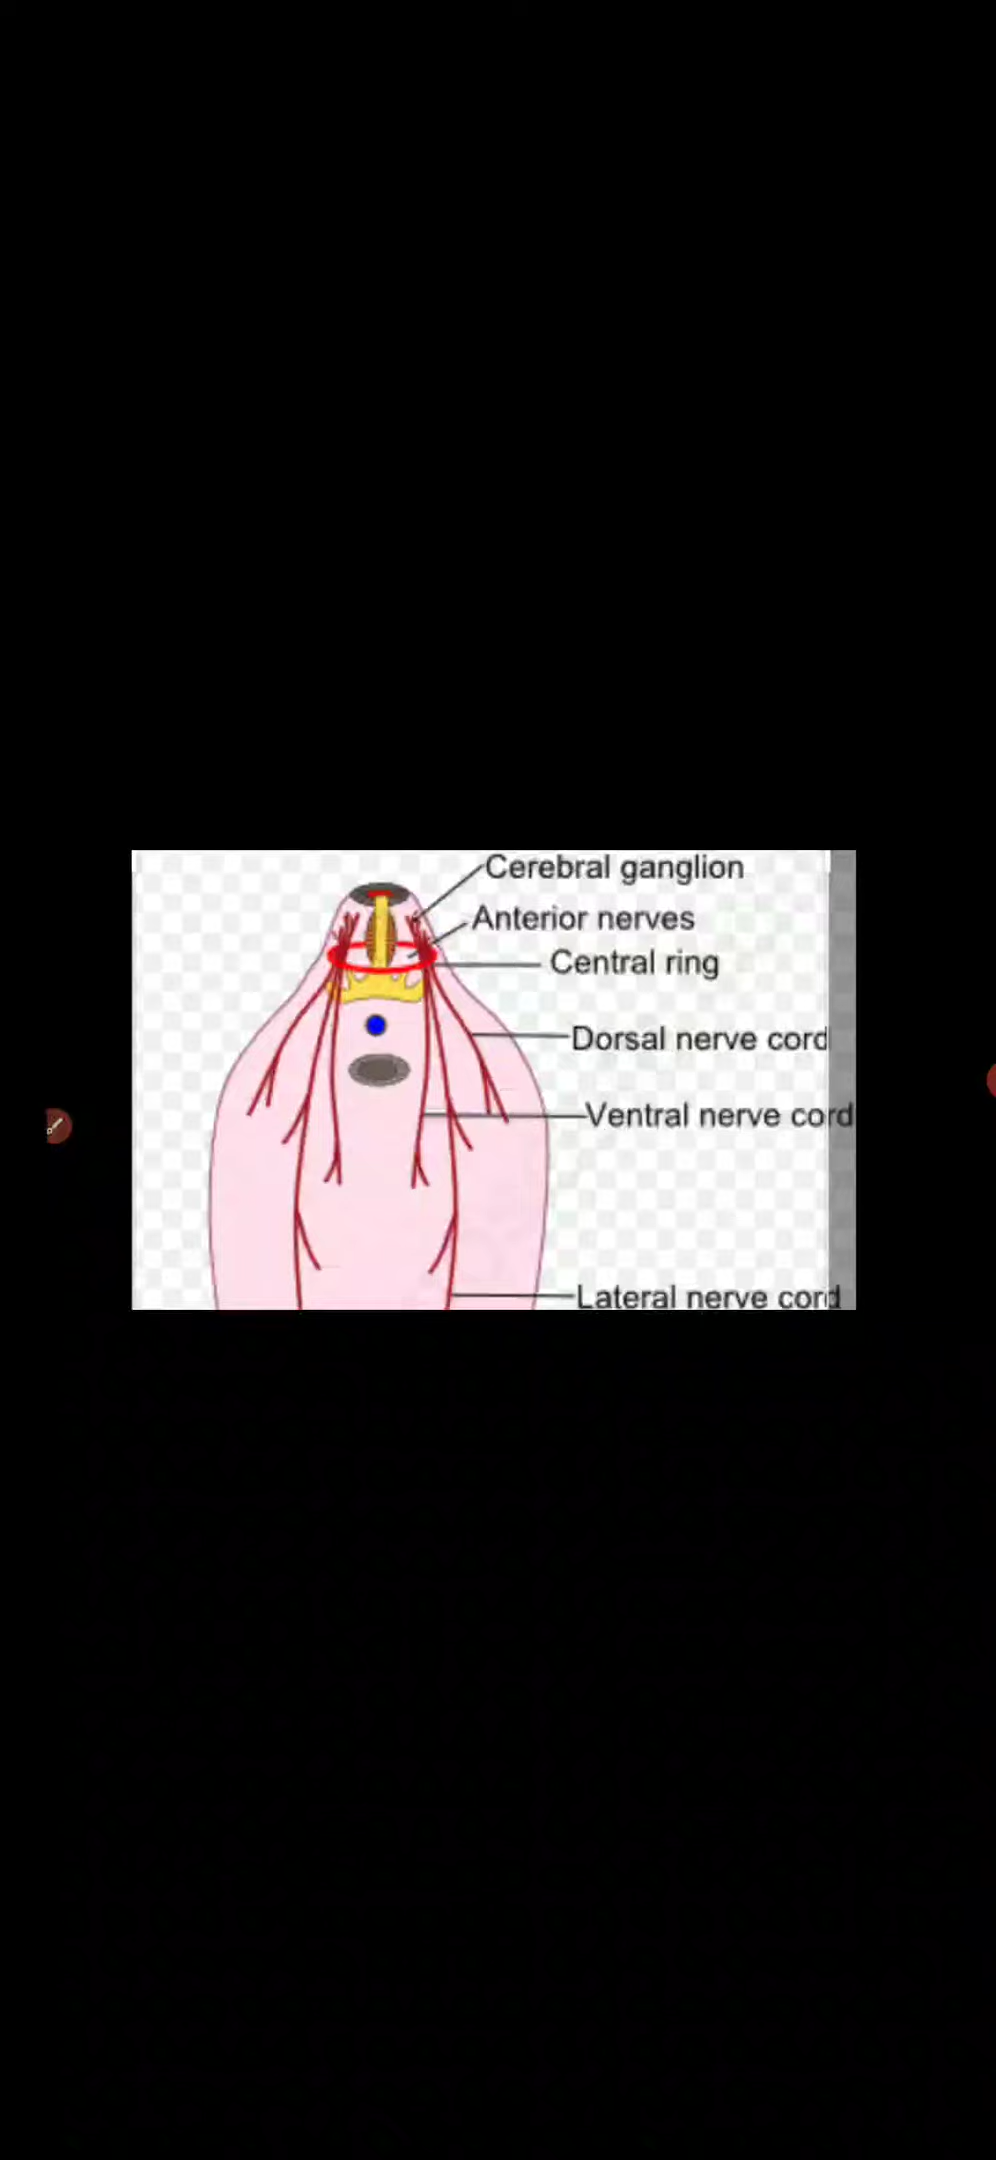 Cerebral ganglion
Anterior nerves
Central ring
Dorsal nerve cord
Ventral nerve cord
Lateral nerve cord